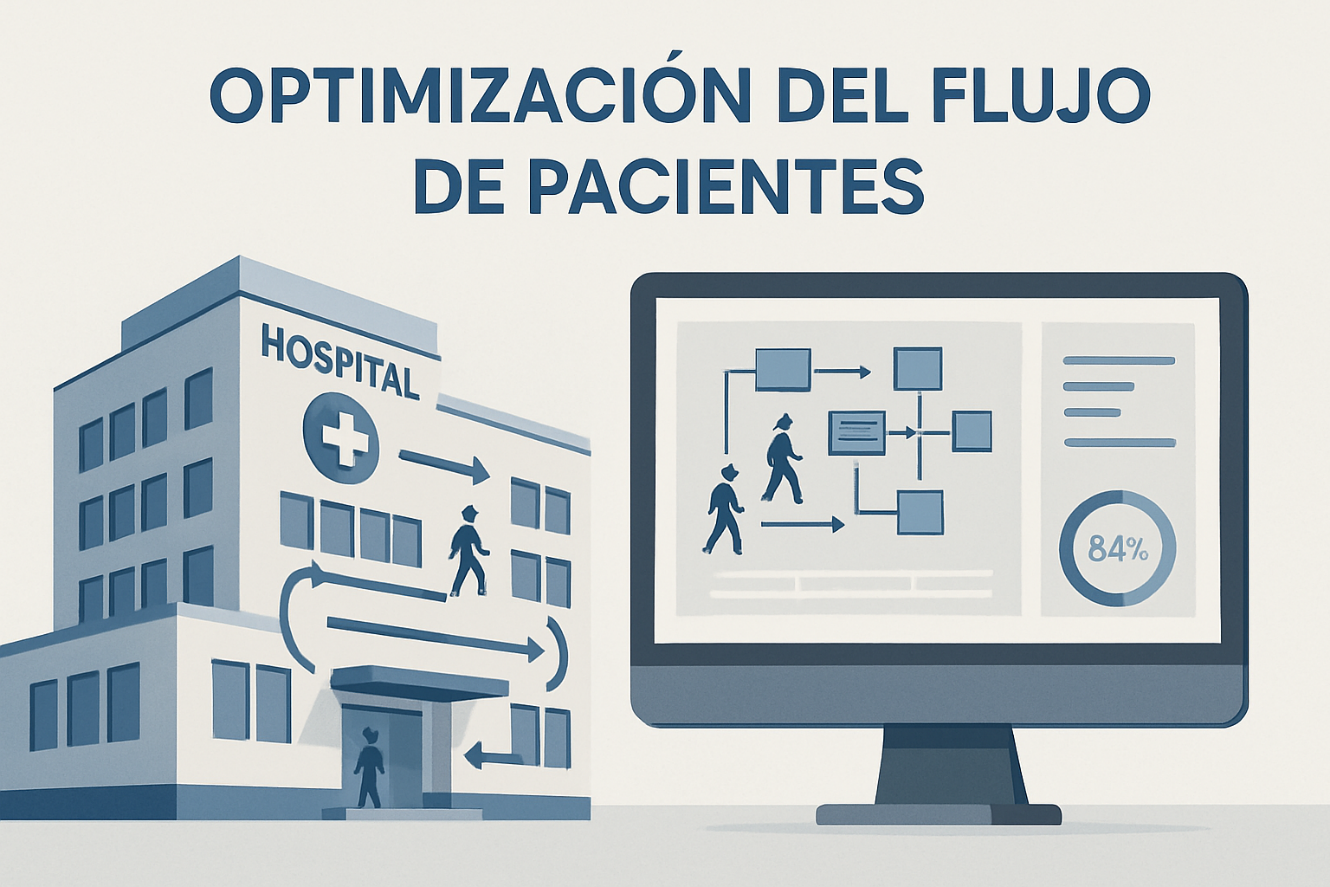 OPTIMIZACIÓN DEL FLUJO
DE PACIENTES
HOSPITAL
84%